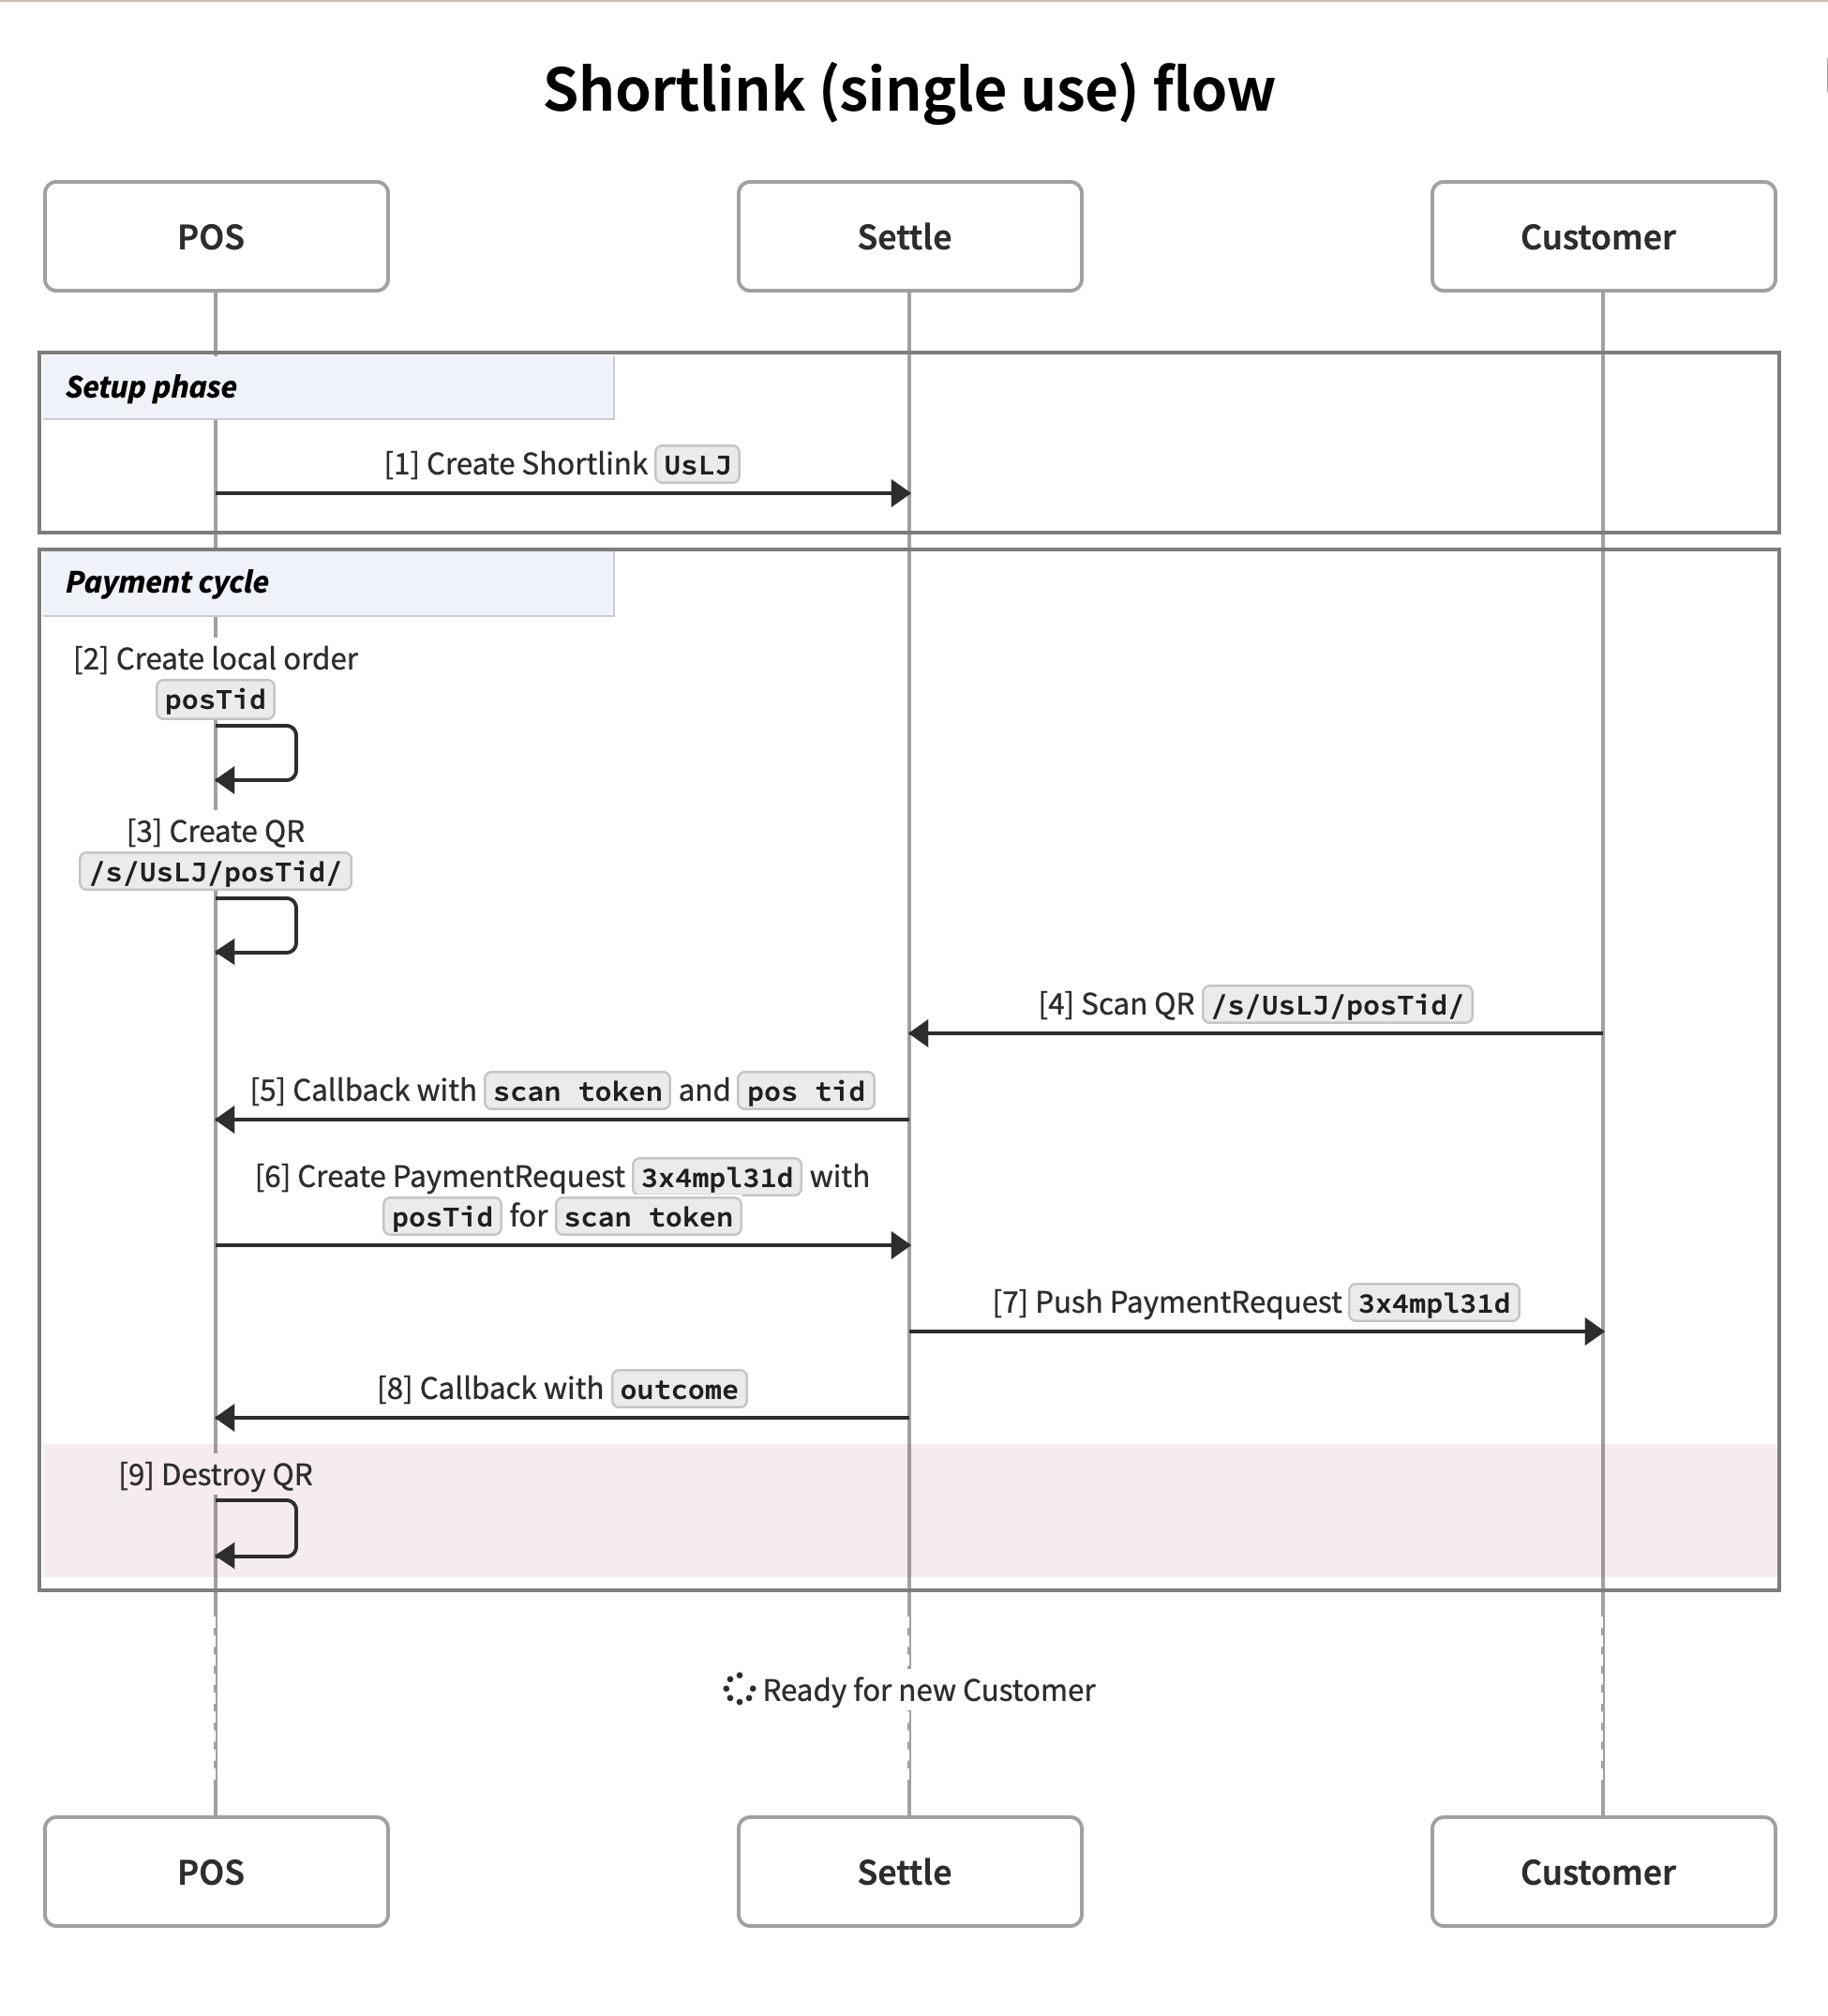 Shortlink (single use) flow
POS
Settle
Customer
Setup phase
[1] Create Shortlink UsLJ
Payment cycle
[2] Create local order
posTid
[3] Create QR
/s/UsLJ/posTid/
[4] Scan QR /s/UsLJ/posTid/
[5] Callback with scan token and pos tid
[6] Create PaymentRequest 3x4mpl31d with
posTid for scan token
[7] Push PaymentRequest 3x4mpl31d
[8] Callback with outcome
[9] Destroy QR
Ready for new Customer
POS
Settle
Customer